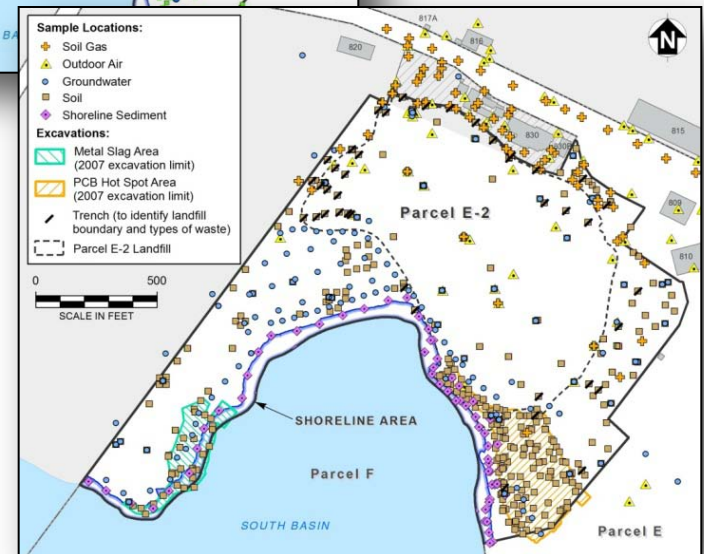 BA
Sample Locations:
Soil Gas
Outdoor Air
Groundwater
Soil
Shoreline Sediment
Excavations:
Metal Slag Area
(2007 excavation limit)
PCB Hot Spot Area
(2007 excavation limit)
Trench (to identify landfill
boundary and types of waste)
Parcel E-2 Landfill
0 500
SCALE IN FEET
817A
820
816
N
830
815
809
810
Parcel E-2
SHORELINE AREA
Parcel F
SOUTH BASIN
Parcel E